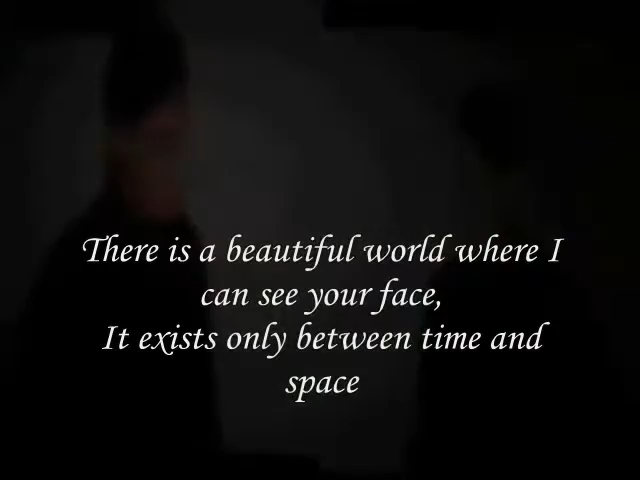 There is a beautiful world where I
can see your face,
It exists only between time and
space